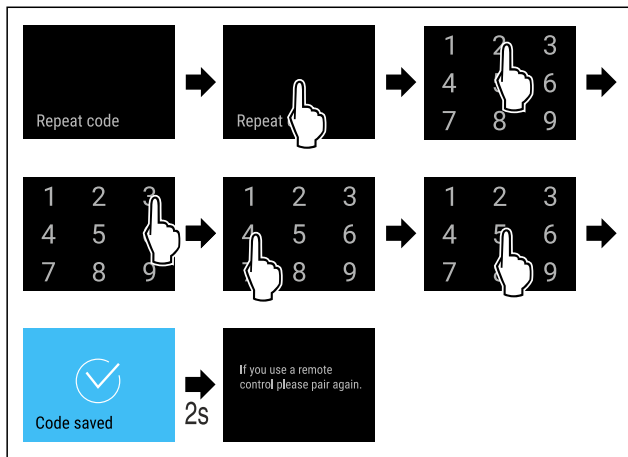 Repeat code
Repeat
1 2 3
4 6
7 8 9
1 2 3
4 5
7 8 9
1 2 3
4 5 6
8 9
1 2 3
4 5 6
7 9
Code saved
2s
If you use a remote
control please pair again.